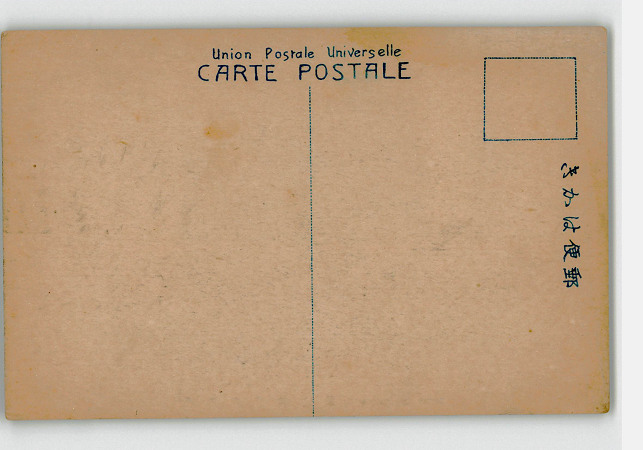 Union Postale Universelle
CARTE POSTALE
郵便はかき